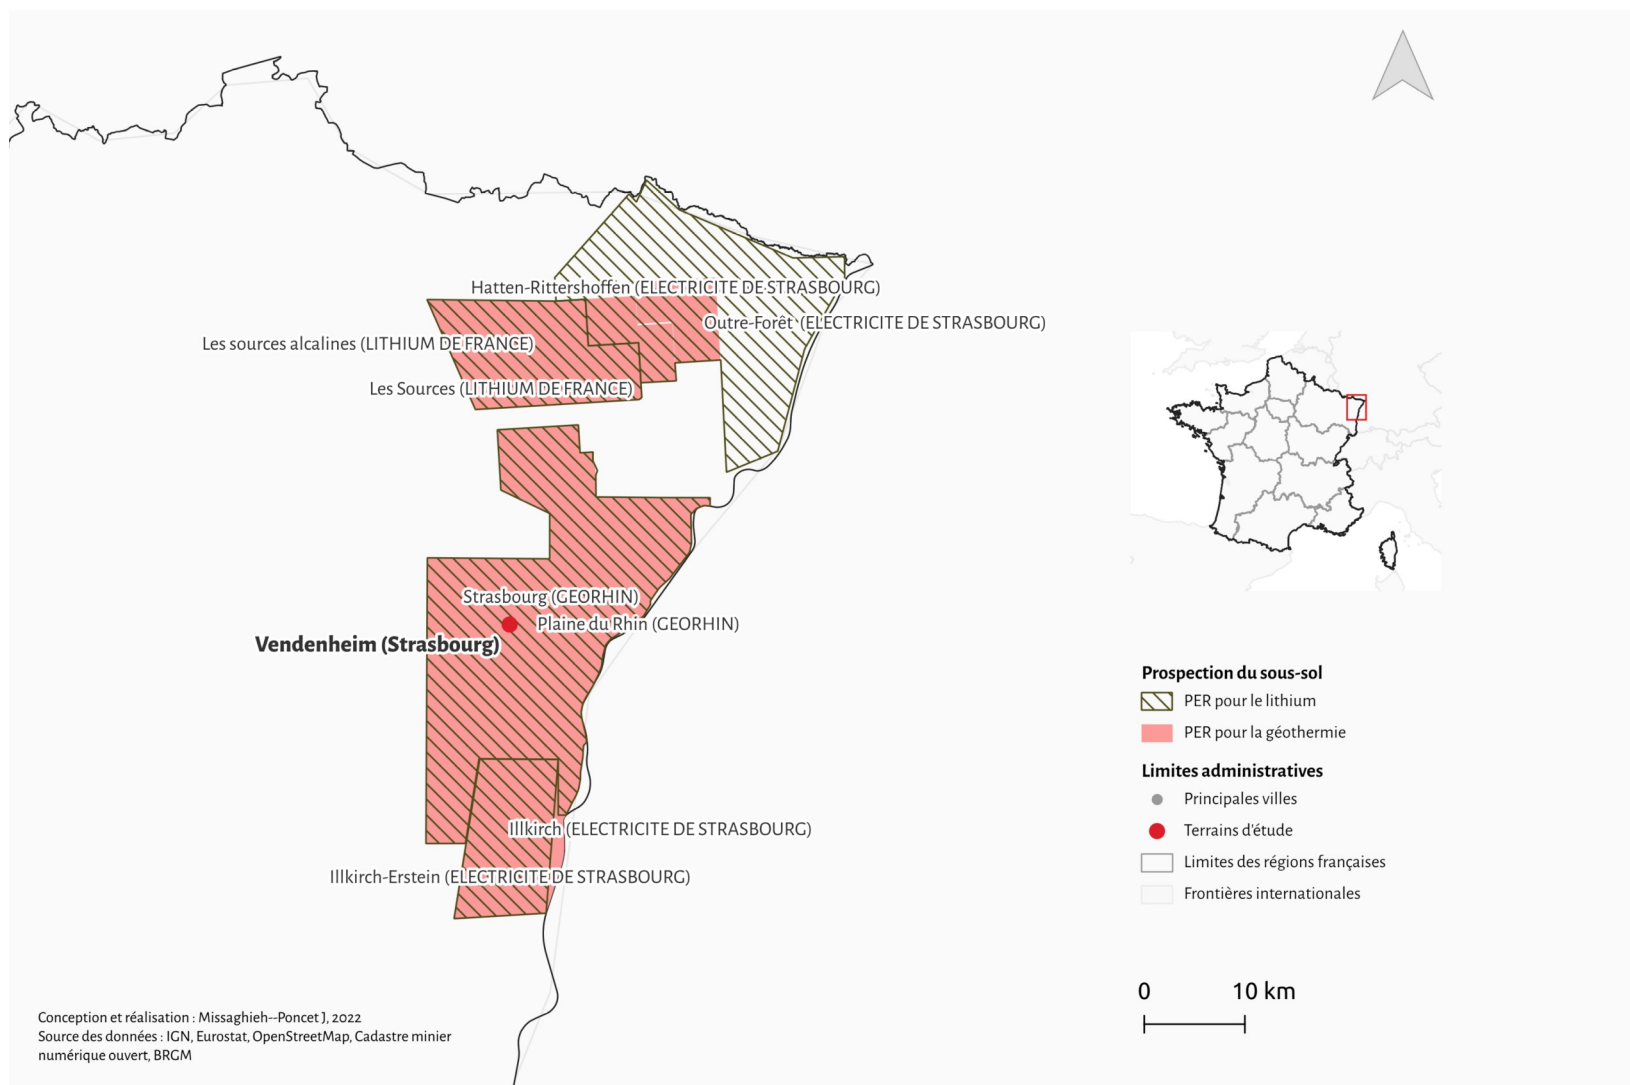 Hatten-Rittershoffen (ELECTRICITE DE STRASBOURG)
Outre-Forêt (ELECTRICITE DE STRASBOURG)
Les sources alcalines (LITHIUM DE FRANCE)
Les Sources (LITHIUM DE FRANCE)
Strasbourg (GEORHIN)
Plaine du Rhin (GEORHIN)
Vendenheim (Strasbourg)
Illkirch (ELECTRICITE DE STRASBOURG)
Illkirch-Erstein (ELECTRICITE DE STRASBOURG)
Prospection du sous-sol
PER pour le lithium
PER pour la géothermie
Limites administratives
Principales villes
Terrains d'étude
Limites des régions françaises
Frontières internationales
0 10 km
Conception et réalisation : Missaghieh--Poncet J, 2022
Source des données : IGN, Eurostat, OpenStreetMap, Cadastre minier
numérique ouvert, BRGM